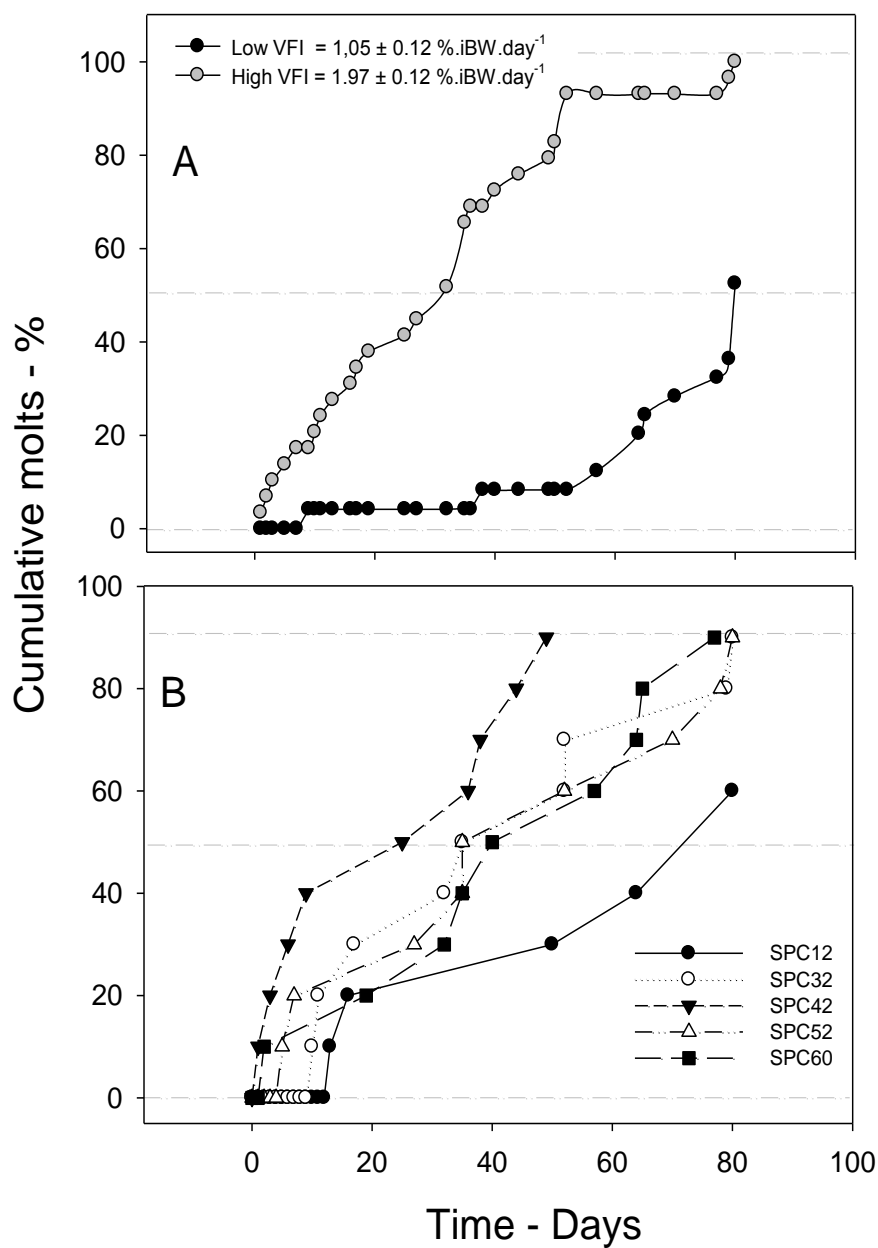 Low VFI = 1,05 ± 0.12 %.iBW.day-1
High VFI = 1.97 ± 0.12 %.iBW.day-1
A
100
80
60
40
20
0
Cumulative molts - %
B
100
80
60
40
20
0
SPC12
SPC32
SPC42
SPC52
SPC60
0 20 40 60 80 100
Time - Days